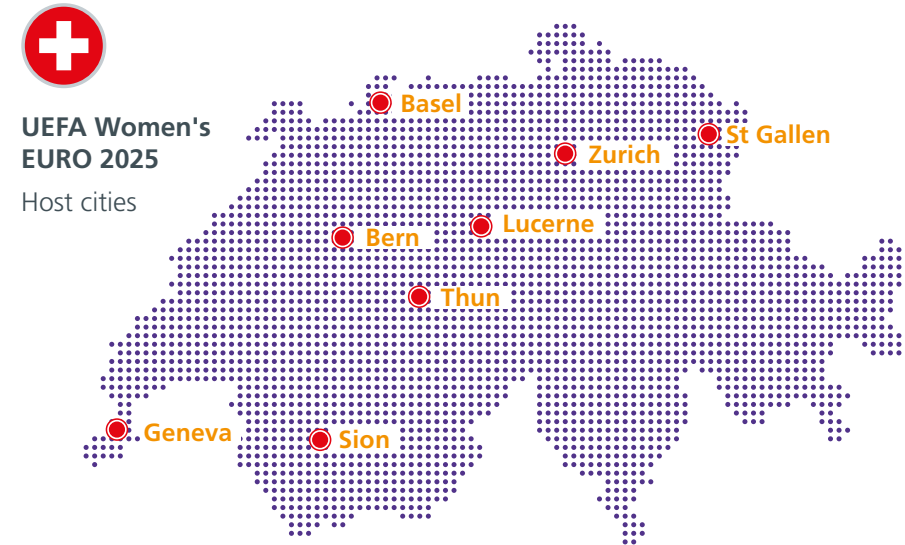 UEFA Women's
EURO 2025
Host cities
Basel
St Gallen
Zurich
Lucerne
Bern
Thun
Geneva
Sion